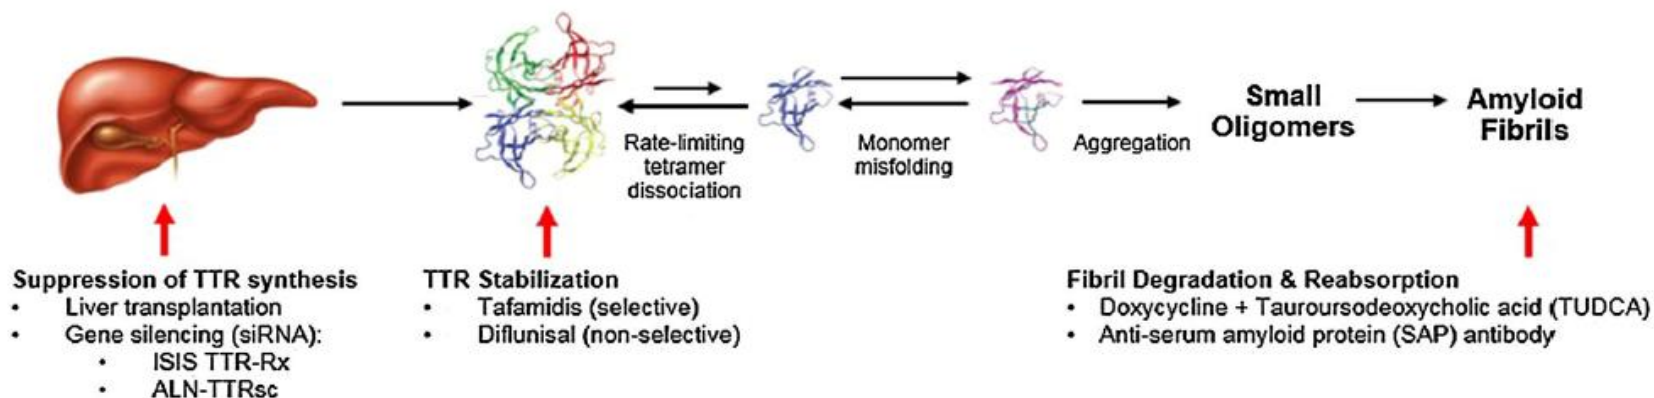 Rate-limiting
tetramer
dissociation
Monomer
misfolding
Aggregation
Small
Oligomers
Amyloid
Fibrils
Suppression of TTR synthesis
• Liver transplantation
• Gene silencing (siRNA):
• ISIS TTR-Rx
• ALN-TTRsc
TTR Stabilization
• Tafamidis (selective)
• Diflunisal (non-selective)
Fibril Degradation & Reabsorption
• Doxycycline + Tauroursodeoxycholic acid (TUDCA)
• Anti-serum amyloid protein (SAP) antibody